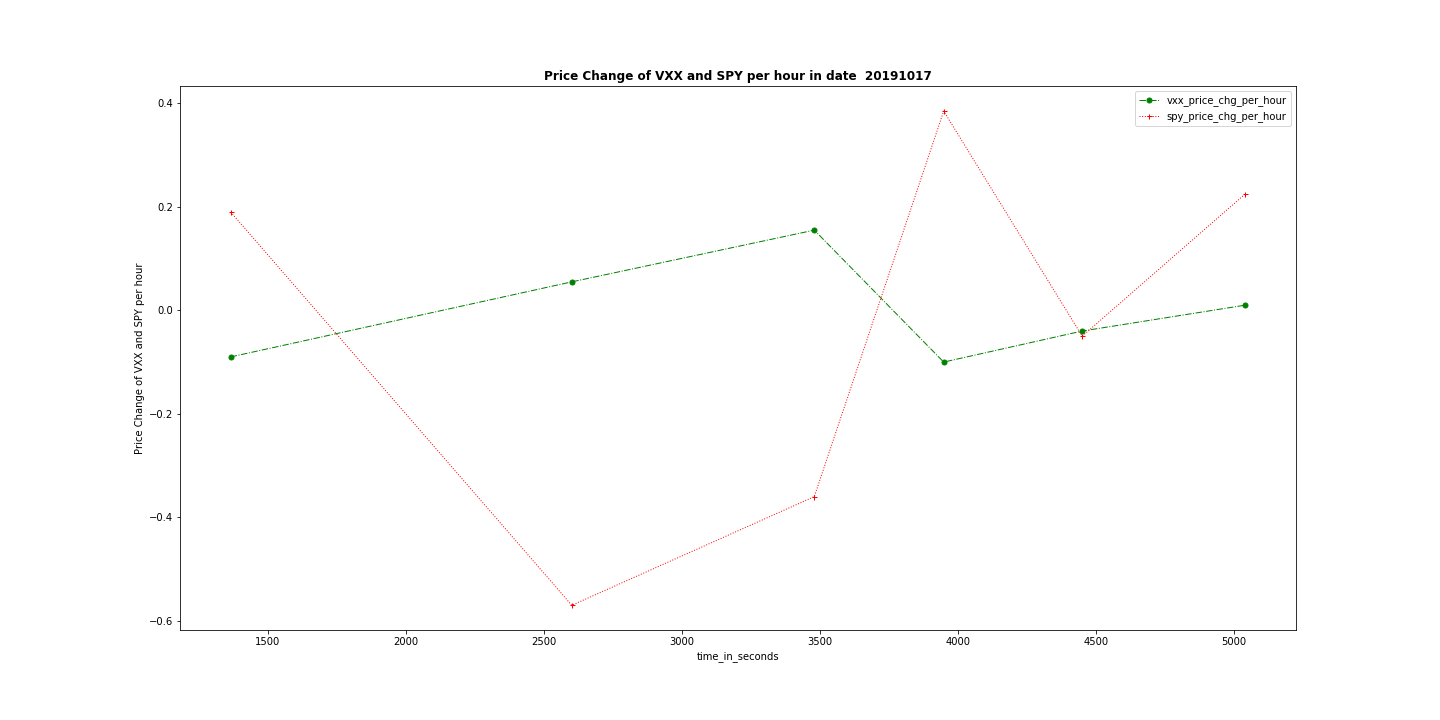 Price Change of VXX and SPY per hour in date  20191017
vxx_price_chg_per_hour
spy_price_chg_per_hour
Price Change of VXX and SPY per hour
0.4
0.2
0.0
−0.2
−0.4
−0.6
1500 2000 2500 3000 3500 4000 4500 5000
time_in_seconds